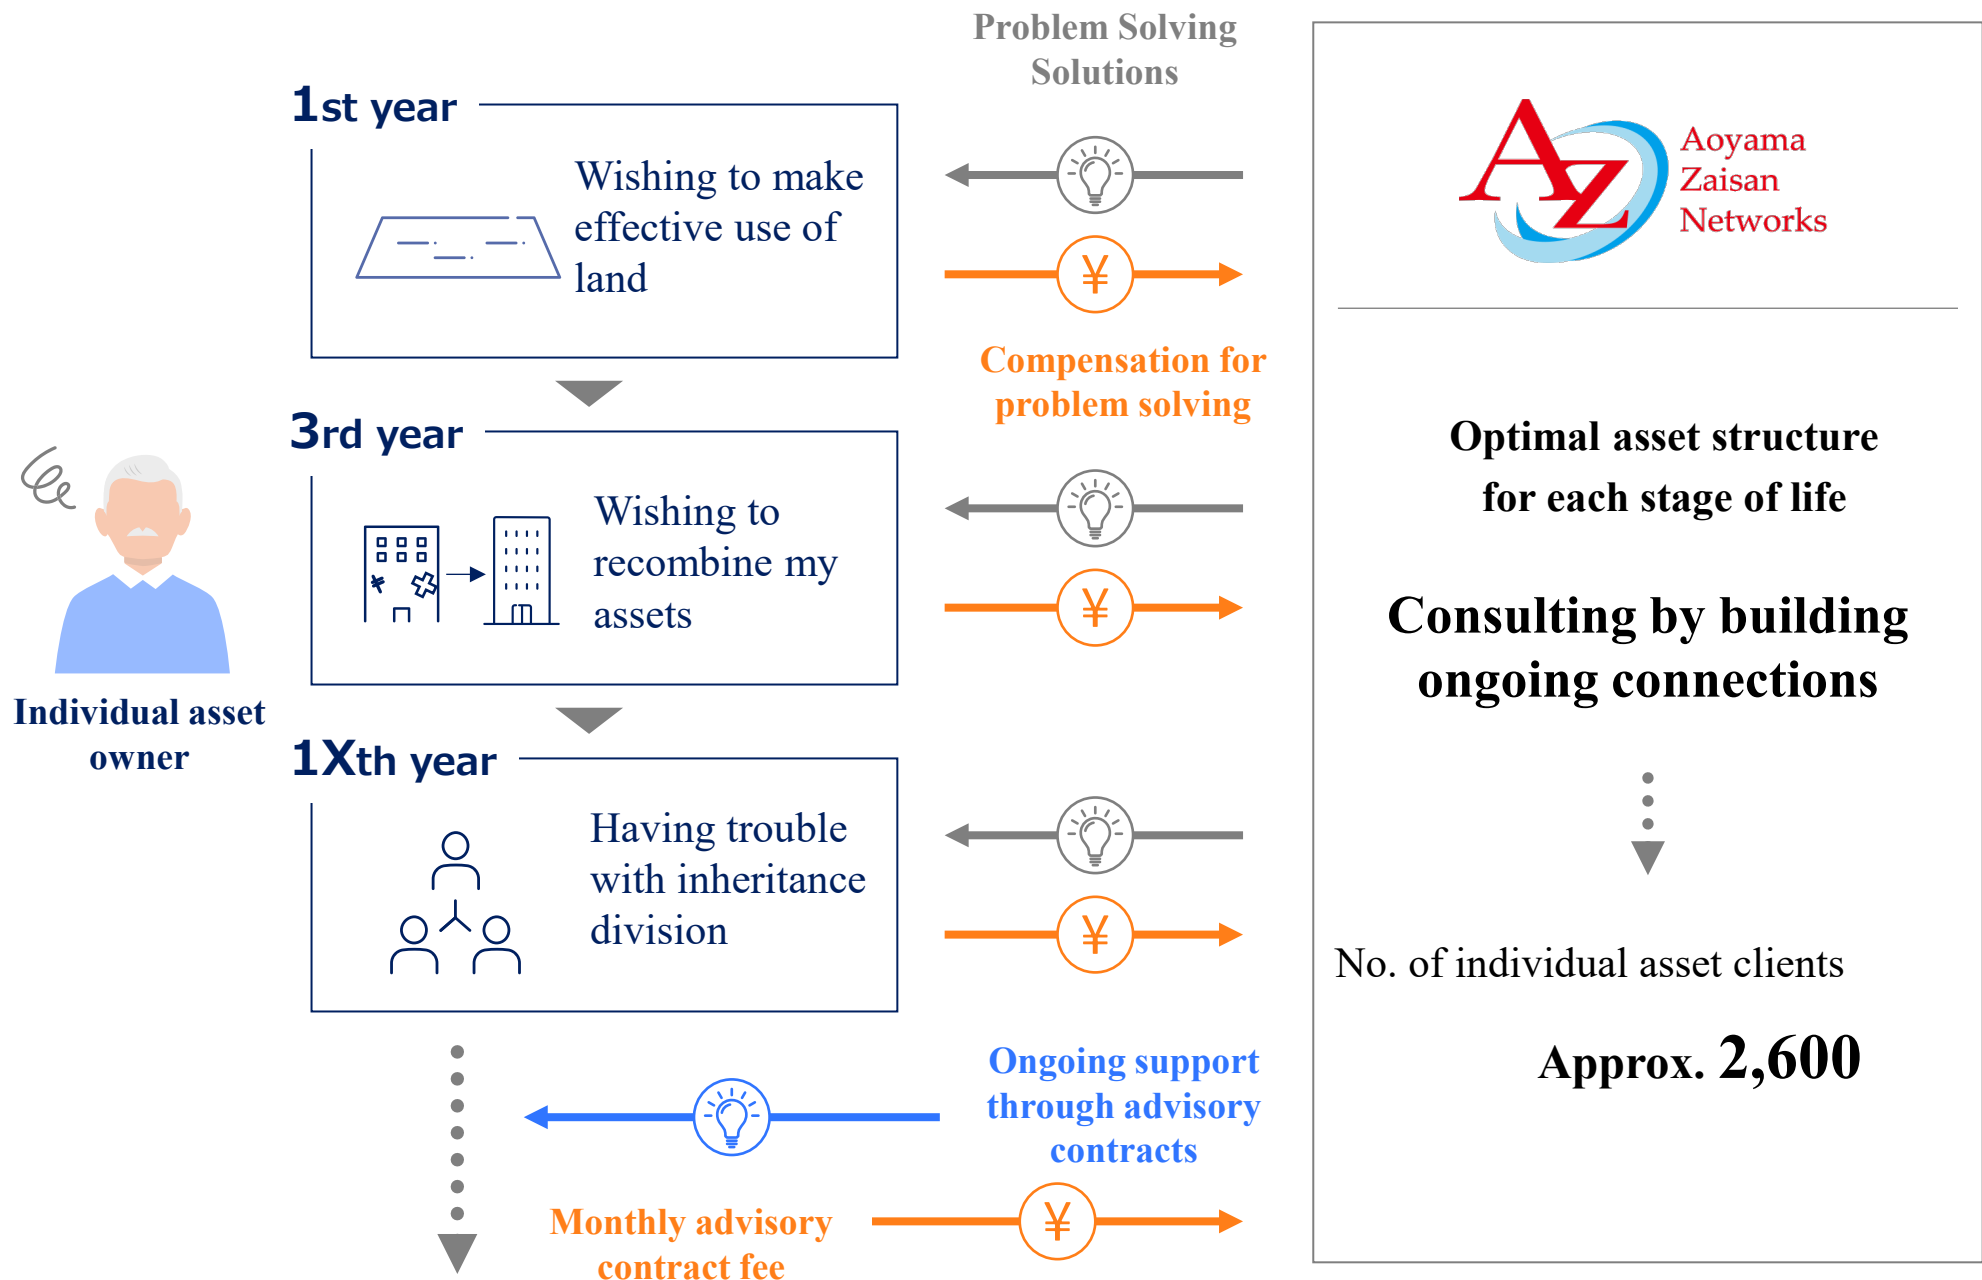 Problem Solving
Solutions
1st year
Wishing to make
effective use of
land
¥
Compensation for
problem solving
3rd year
Wishing to
recombine my
assets
¥
Individual asset
owner
1Xth year
Having trouble
with inheritance
division
¥
Ongoing support
through advisory
contracts
Monthly advisory
contract fee
¥
AZ
Aoyama
Zaisan
Networks
Optimal asset structure
for each stage of life
Consulting by building
ongoing connections
No. of individual asset clients
Approx. 2,600